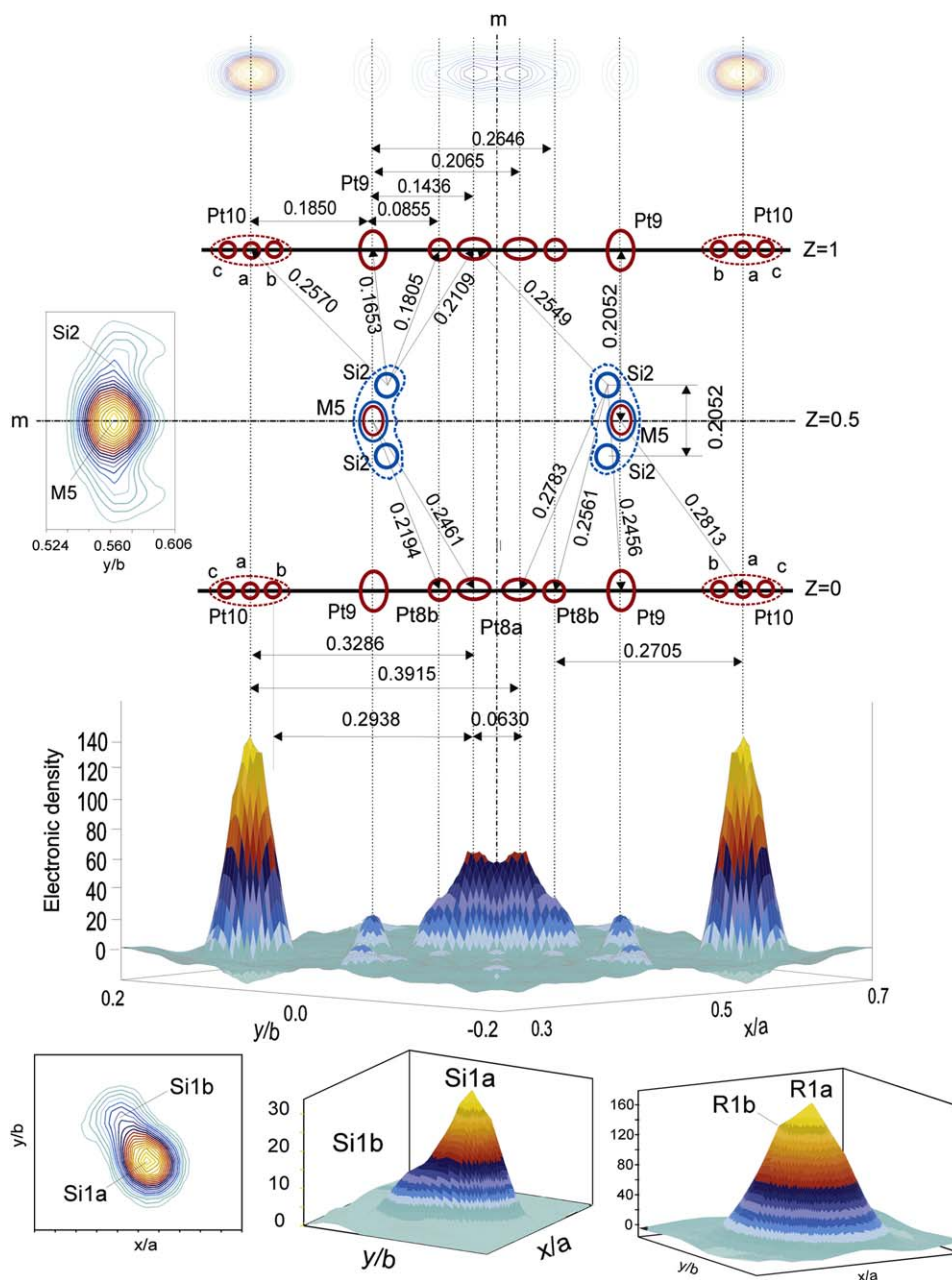 m
0.2646
0.2065
Pt9
0.1436
0.1850
0.0855
Pt10
Pt9
Pt10
Z=1
c
a
b
b
a
c
0.2570
0.1653
0.1805
0.2109
0.2549
0.2052
Si2
Si2
Si2
M5
m
Z=0.5
0.2052
M5
Si2
Si2
M5
0.524
0.560
0.606
y/b
0.2194
0.2461
0.2783
0.2561
0.2456
0.2813
c
a
b
b
a
c
Z=0
Pt10
Pt9
Pt8b
Pt8a
Pt8b
Pt9
Pt10
0.3286
0.2705
0.3915
0.2938
0.0630
Electronic density
140
120
100
80
60
40
20
0
0.2
0.0
-0.2
0.3
0.5
0.7
y/b
x/a
y/b
Si1b
Si1a
x/a
Si1a
Si1b
30
20
10
0
y/b
x/a
R1a
R1b
160
120
80
40
0
y/b
x/a